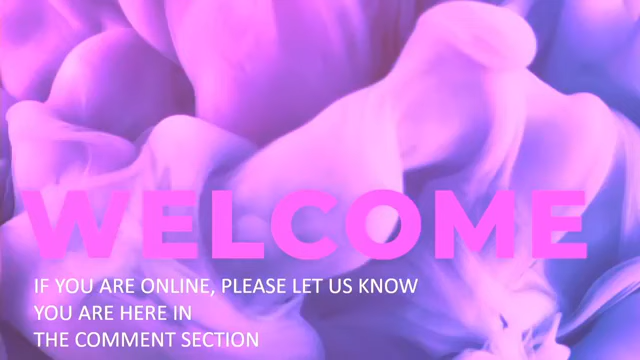 WELCOME
IF YOU ARE ONLINE, PLEASE LET US KNOW
YOU ARE HERE IN
THE COMMENT SECTION